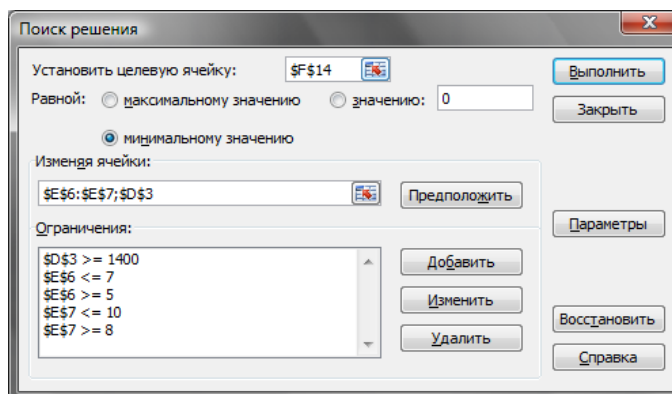 Поиск решения
Установить целевую ячейку: $F$14
Выполнить
Равной: максимальному значению значению: 0
Закрыть
минимальному значению
Изменяя ячейки:
$E$6:$E$7;$D$3
Предположить
Параметры
Ограничения:
$D$3 >= 1400
$E$6 <= 7
$E$6 >= 5
$E$7 <= 10
$E$7 >= 8
Добавить
Изменить
Удалить
Восстановить
Справка